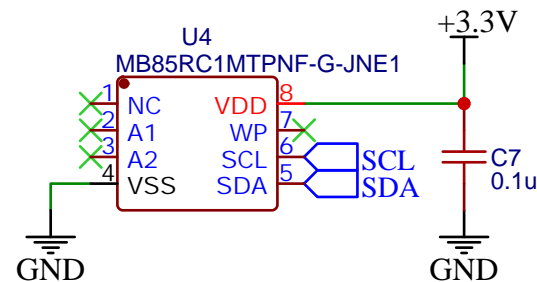 +3.3V
U4
MB85RC1MTPNF-G-JNE1
1 NC VDD 8
2 A1 WP 7
3 A2 SCL 6 SCL
4 VSS SDA 5 SDA
C7
0.1u
GND GND